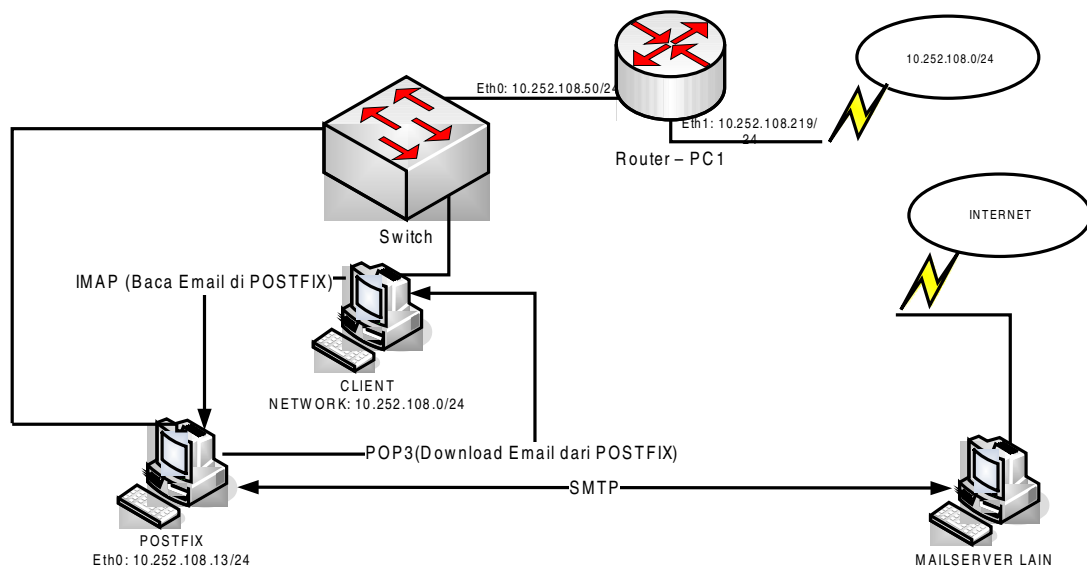 10.252.108.0/24
Eth0: 10.252.108.50/24
Eth1: 10.252.108.219/
24
Router – PC1
INTERNET
Switch
IMAP (Baca Email di POSTFIX)
CLIENT
NETWORK: 10.252.108.0/24
POP3(Download Email dari POSTFIX)
SMTP
POSTFIX
Eth0: 10.252.108.13/24
MAILSERVER LAIN